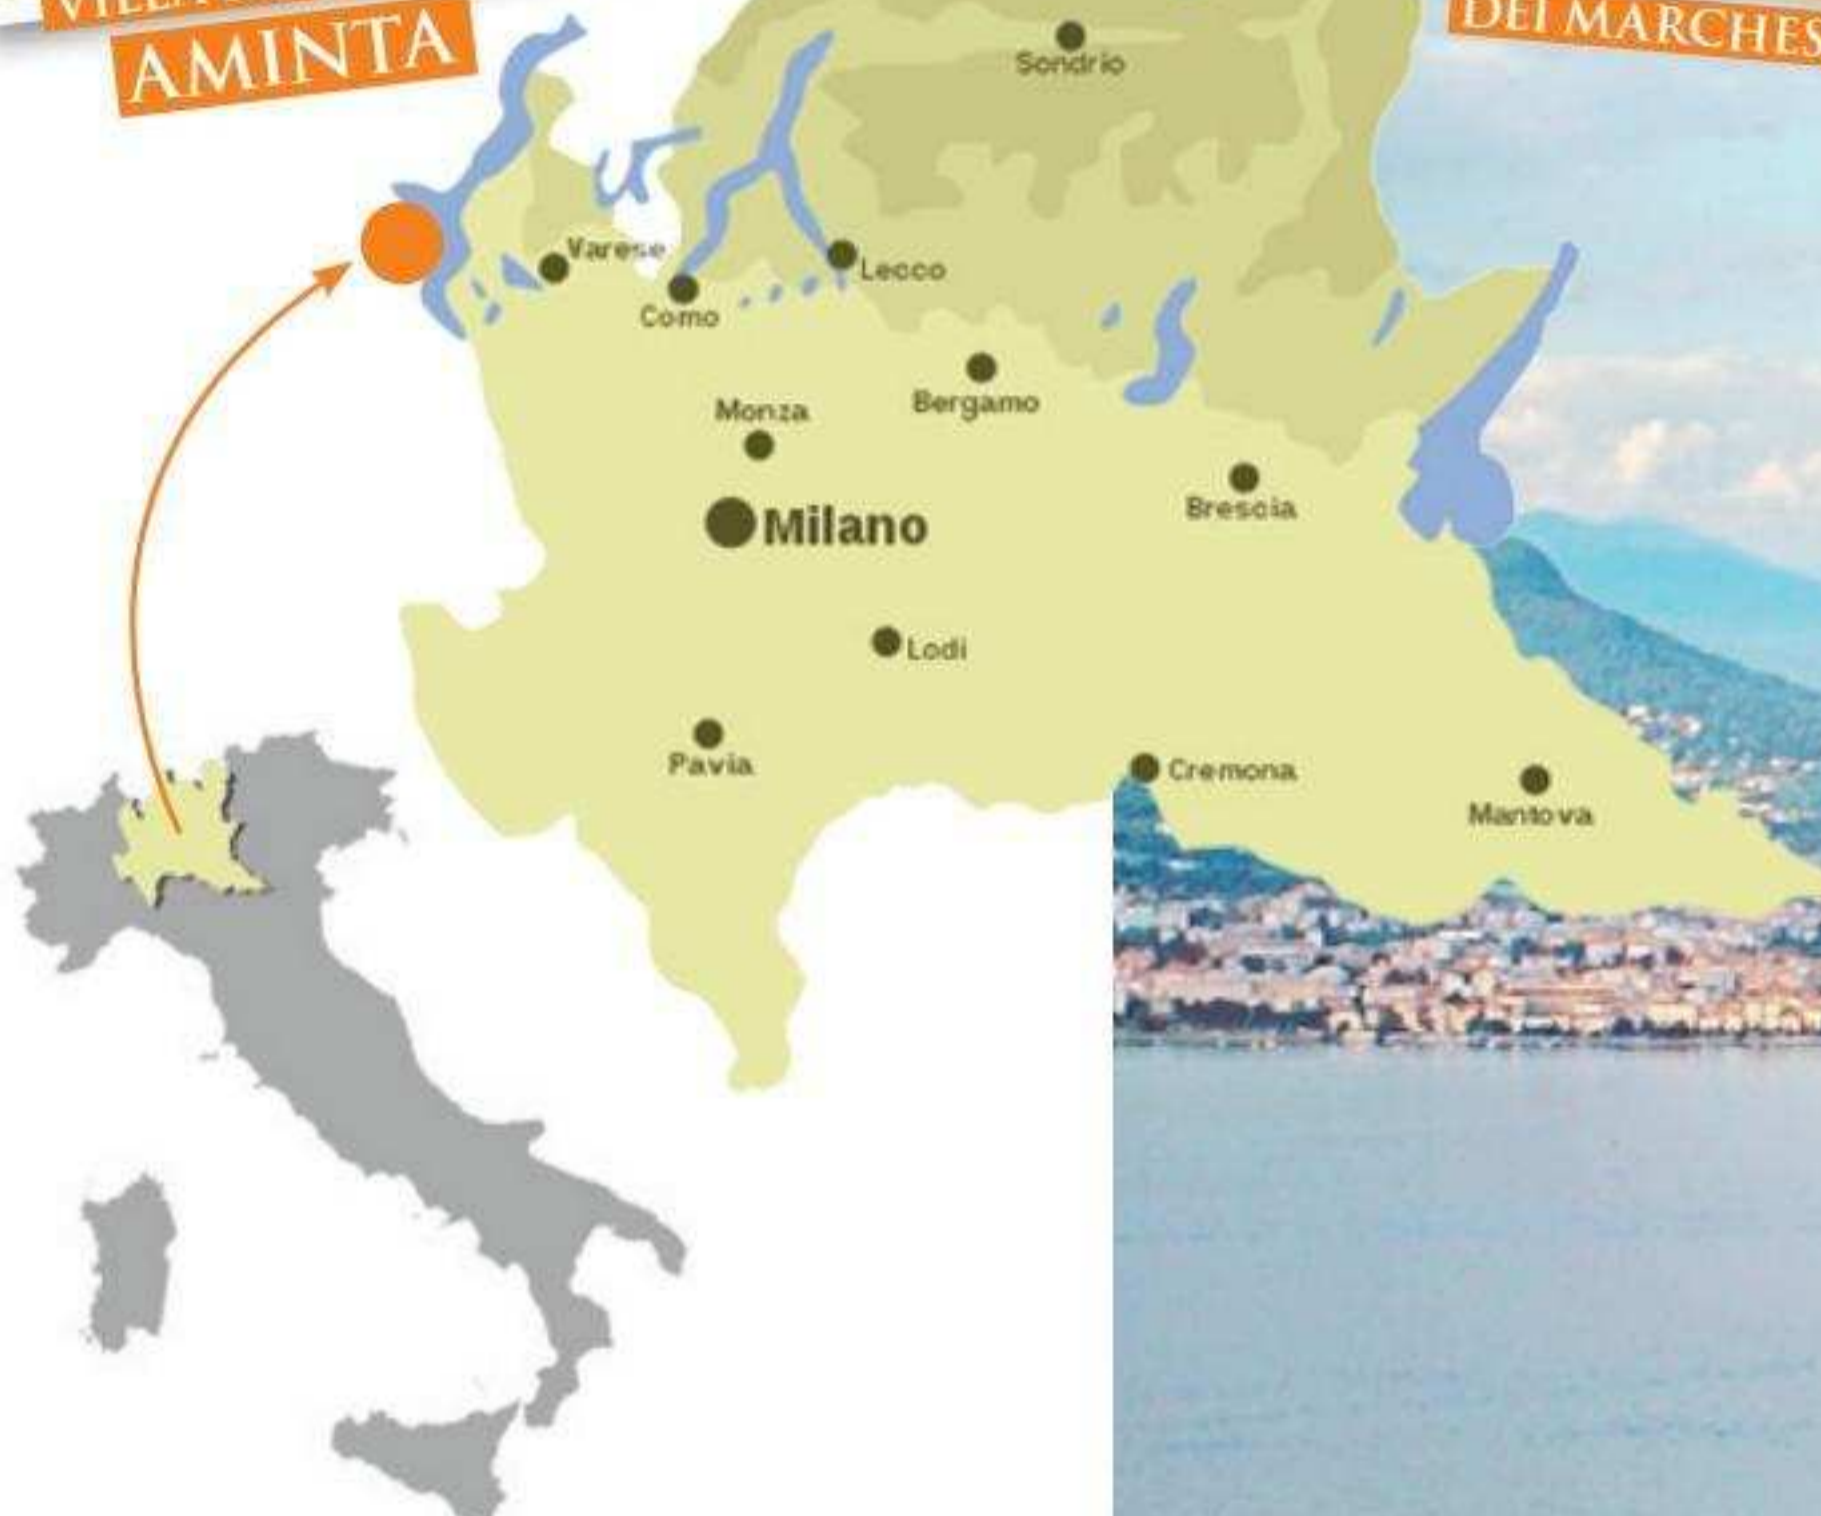 AMINTA
DEI MARCHES
Sondrio
Varese
Lecco
Como
Monza
Bergamo
Milano
Brescia
Lodi
Pavia
Cremona
Mantova